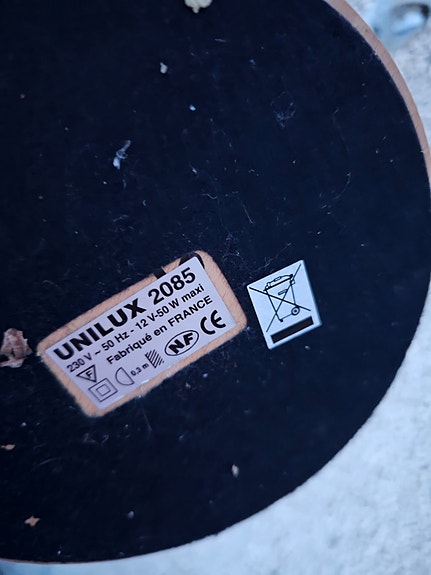 UNILUX 2085
230 V ~ 50 Hz - 12 V-50 W maxi
F Fabriqué en FRANCE
0,3 m NF CE